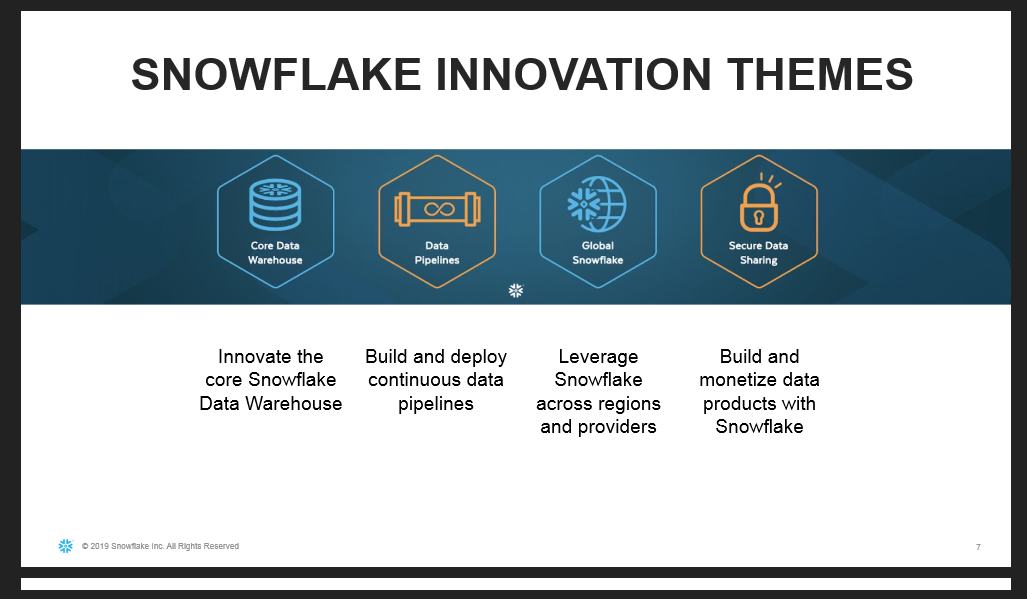 SNOWFLAKE INNOVATION THEMES
Core Data
Warehouse
Data
Pipelines
Global
Snowflake
Secure Data
Sharing
Innovate the
core Snowflake
Data Warehouse
Build and deploy
continuous data
pipelines
Leverage
Snowflake
across regions
and providers
Build and
monetize data
products with
Snowflake
© 2019 Snowflake Inc. All Rights Reserved
7